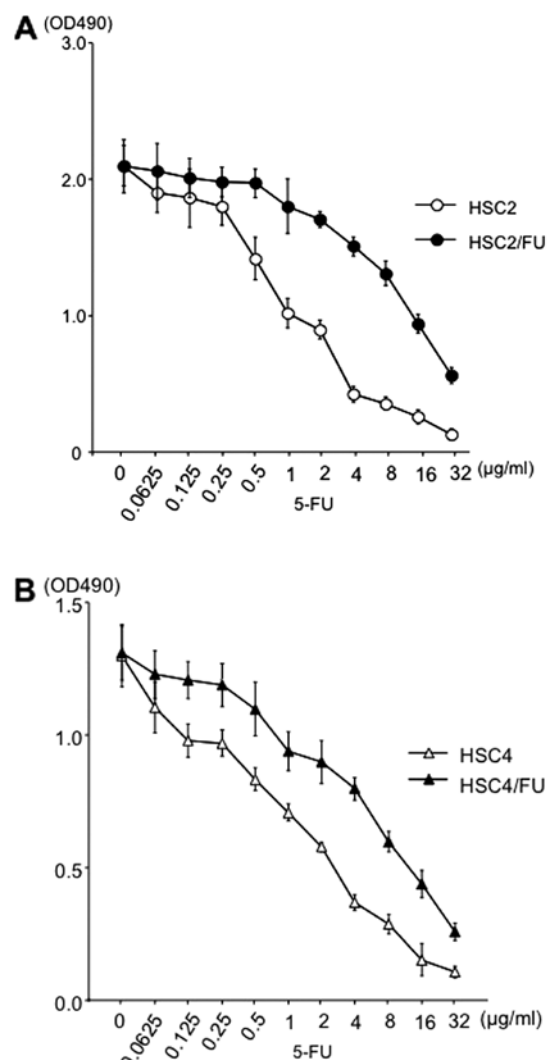 A (OD490)
3.0
2.0
HSC2
HSC2/FU
1.0
0
0 0.0625 0.125 0.25 0.5 1 2 4 8 16 32 (μg/ml)
5-FU
B (OD490)
1.5
1.0
HSC4
HSC4/FU
0.5
0.0
0 0.0625 0.125 0.25 0.5 1 2 4 8 16 32 (μg/ml)
5-FU